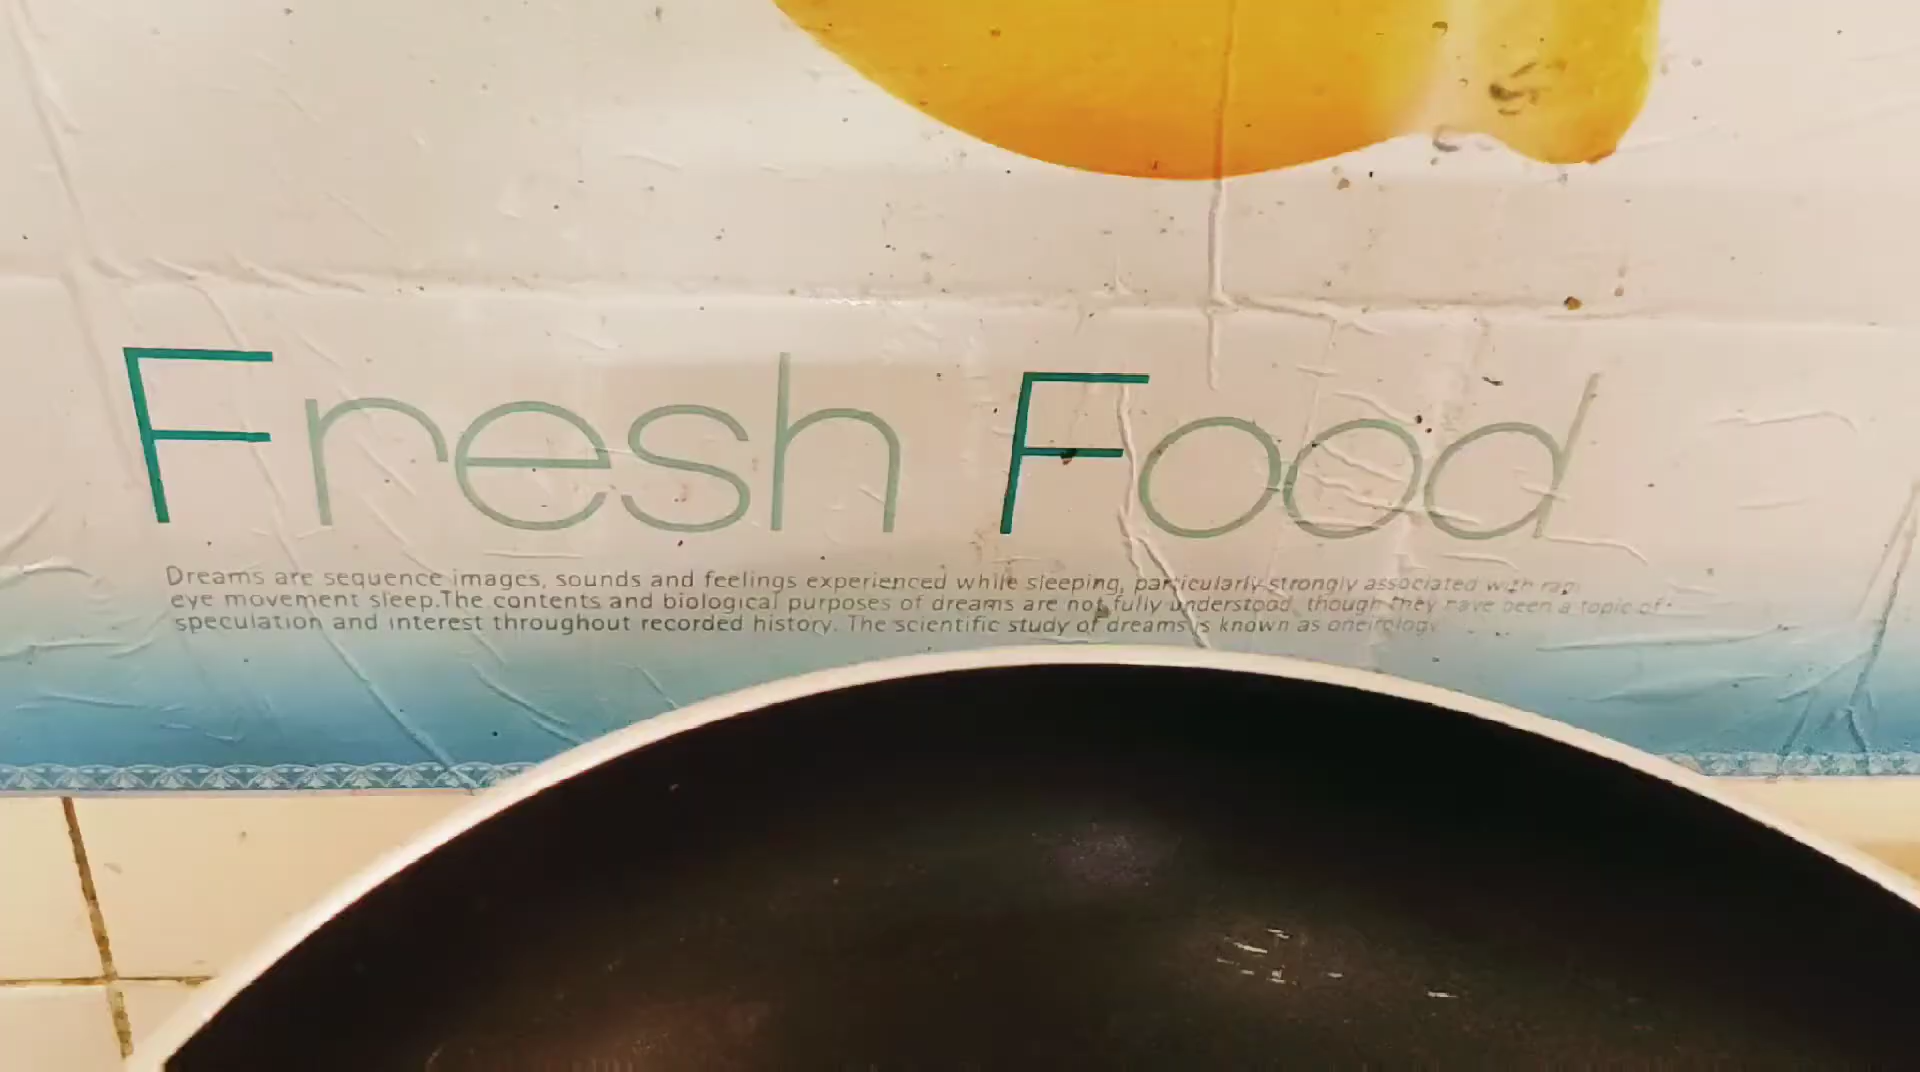 Fresh Food
Dreams are sequence images, sounds and feelings experienced while sleeping, particularly strongly associated with rapi
eye movement sleep.The contents and biological purposes of dreams are not fully understood, though they have been a topic of
speculation and interest throughout recorded history. The scientific study of dreams is known as oneirology